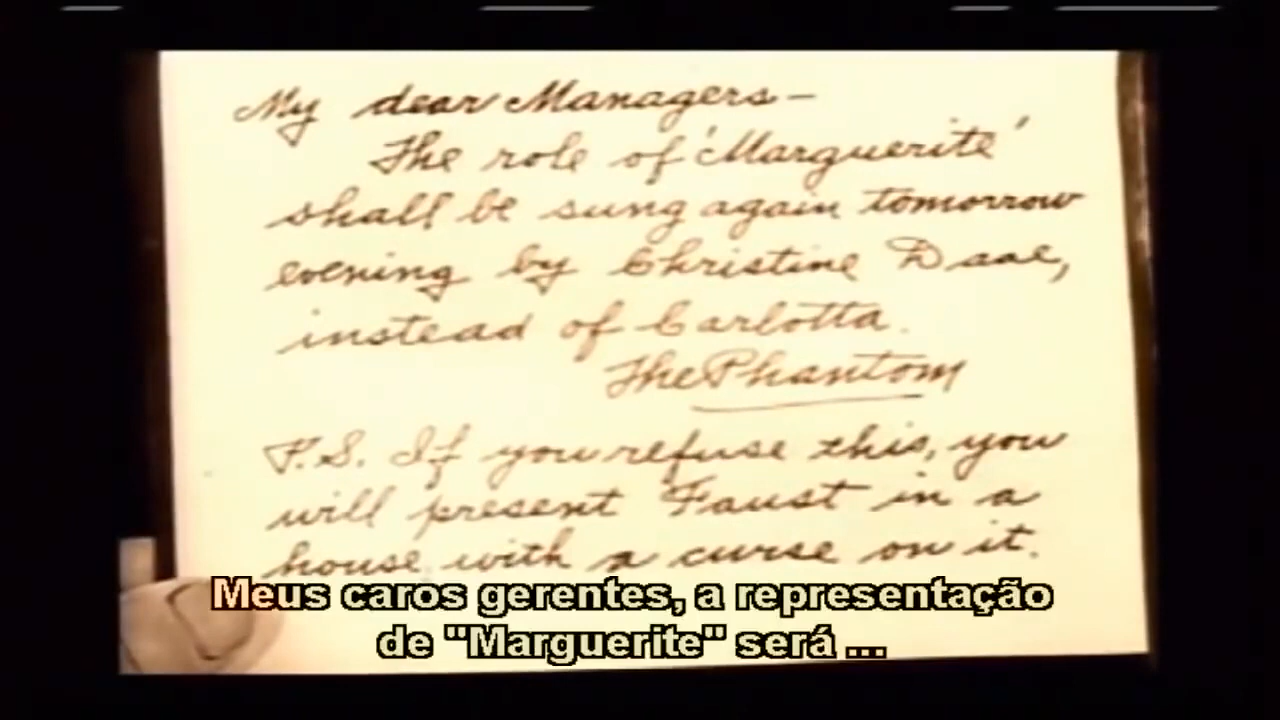 My dear Managers—
The role of 'Marguerite'
shall be sung again tomorrow
evening by Christine Daae,
instead of Carlotta.
The Phantom
P.S. If you refuse this, you
will present Faust in a
house with a curse on it.
Meus caros gerentes, a representação
de "Marguerite" será ...